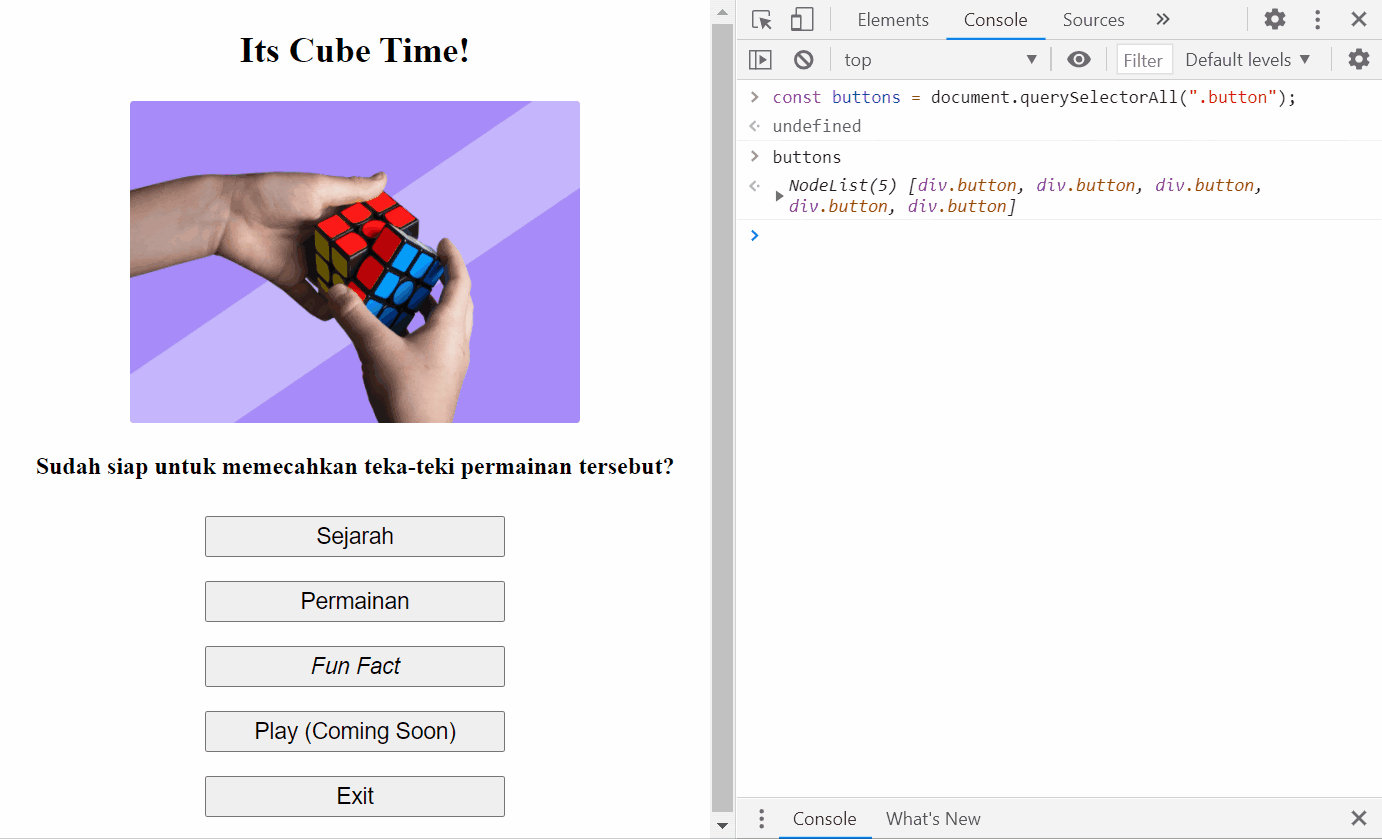 Its Cube Time!
Sudah siap untuk memecahkan teka-teki permainan tersebut?
Sejarah
Permainan
Fun Fact
Play (Coming Soon)
Exit
Elements Console Sources »
top Filter Default levels
const buttons = document.querySelectorAll(".button");
undefined
buttons
NodeList(5) [div.button, div.button, div.button,
div.button, div.button]
Console What's New